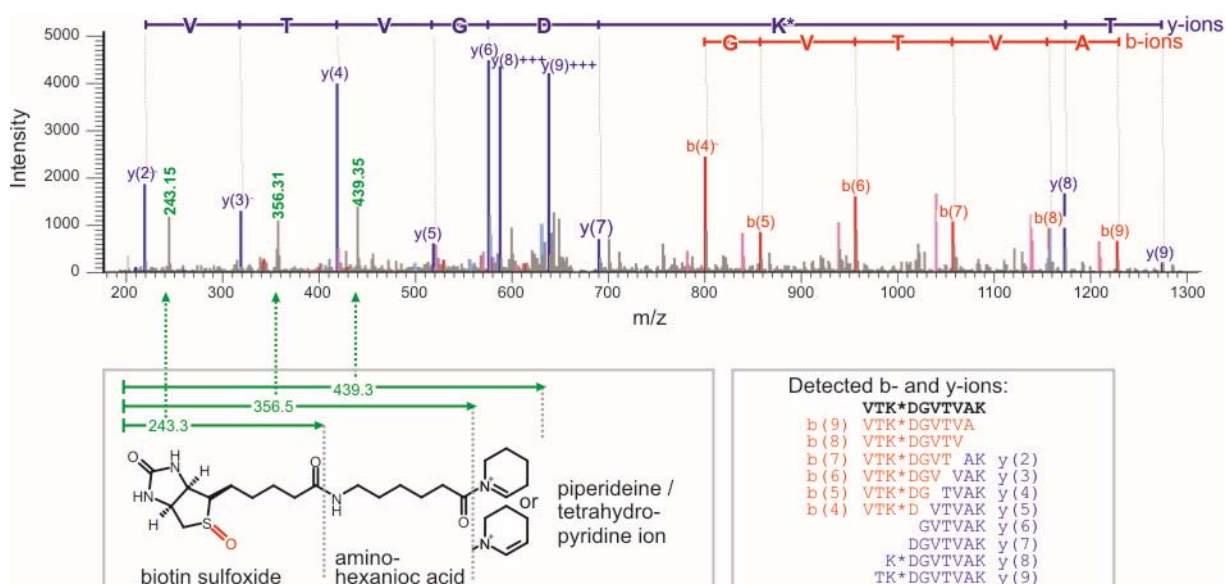 V T V G D K* T y-ions
G V T V A b-ions
Intensity
5000
4000
3000
2000
1000
0
y(2)-
243.15
y(3)-
356.31
y(4)
439.35
y(5)
y(6)
y(8)+++
y(9)+++
y(7)
b(4)-
b(5)
b(6)
b(7)
b(8)
y(8)
b(9)
y(9)
200 300 400 500 600 700 800 900 1000 1100 1200 1300
m/z
439.3
356.5
243.3
O
H
N
H
HN
H
S
O
O
N
H
O
N+
or
N+
piperideine /
tetrahydro-
pyridine ion
biotin sulfoxide
amino-
hexanioc acid
Detected b- and y-ions:
VTK*DGVTVAK
b(9) VTK*DGVTVA
b(8) VTK*DGVTV
b(7) VTK*DGVT AK y(2)
b(6) VTK*DGV VAK y(3)
b(5) VTK*DG TVAK y(4)
b(4) VTK*D VTVAK y(5)
GVTVAK y(6)
DGVTVAK y(7)
K*DGVTVAK y(8)
TK*DGVTVAK y(9)